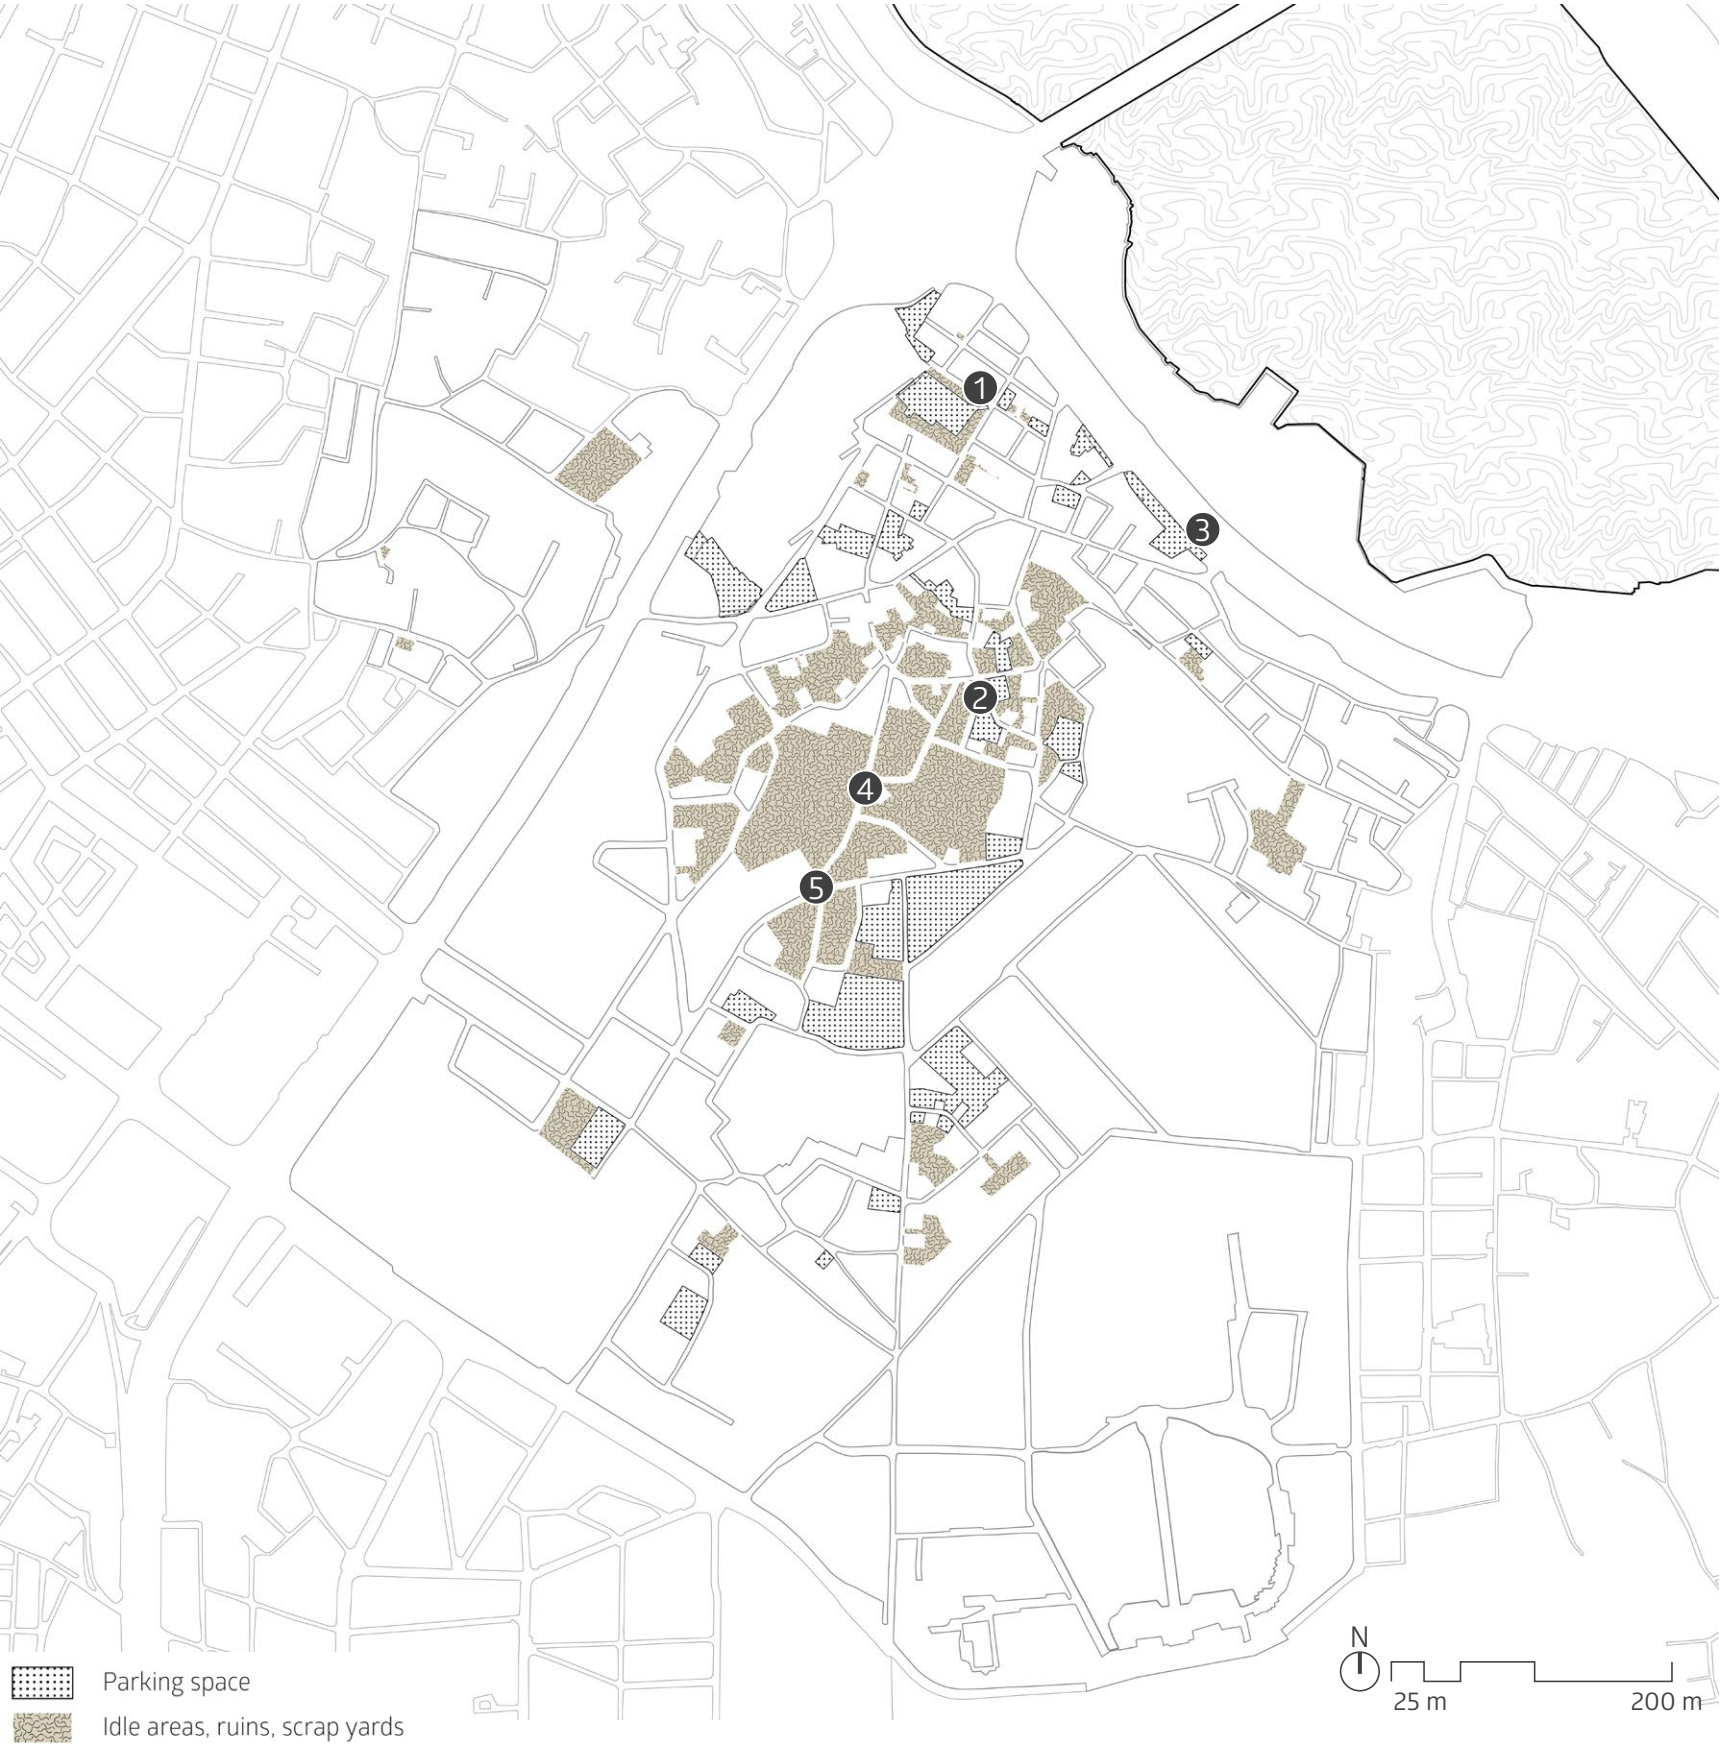 1
3
2
4
5
N
25 m
200 m
Parking space
Idle areas, ruins, scrap yards